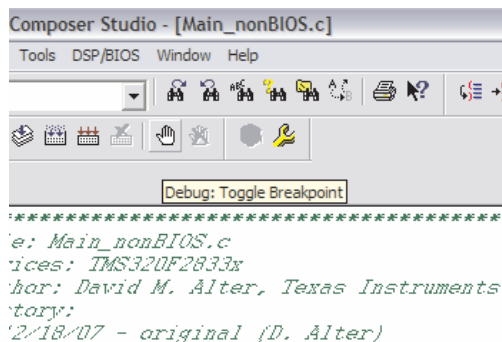 Composer Studio - [Main_nonBIOS.c]
Tools DSP/BIOS Window Help
Debug: Toggle Breakpoint
*******************************************
e: Main_nonBIOS.c
ices: TMS320F2833x
hor: David M. Alter, Texas Instruments
tory:
2/18/07 - original (D. Alter)